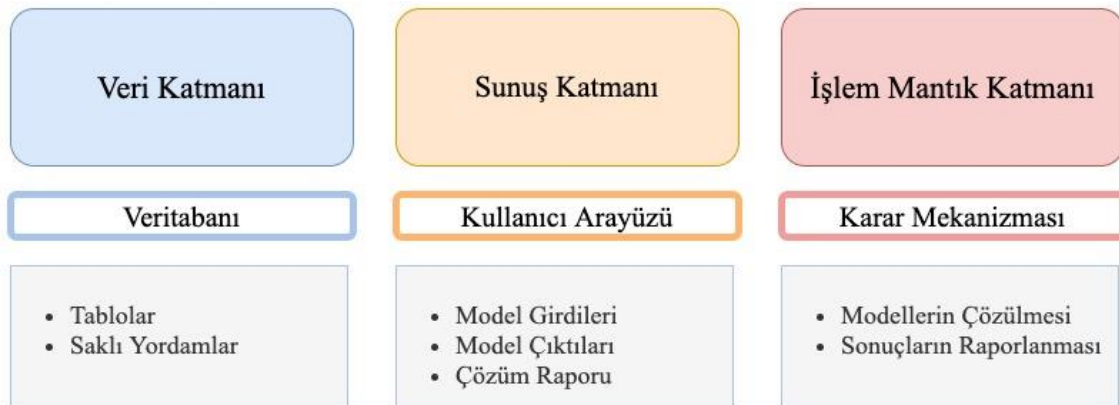 Veri Katmanı
Sunuş Katmanı
İşlem Mantık Katmanı
Veritabanı
Kullanıcı Arayüzü
Karar Mekanizması
• Tablolar
• Saklı Yordamlar
• Model Girdileri
• Model Çıktıları
• Çözüm Raporu
• Modellerin Çözülmesi
• Sonuçların Raporlanması